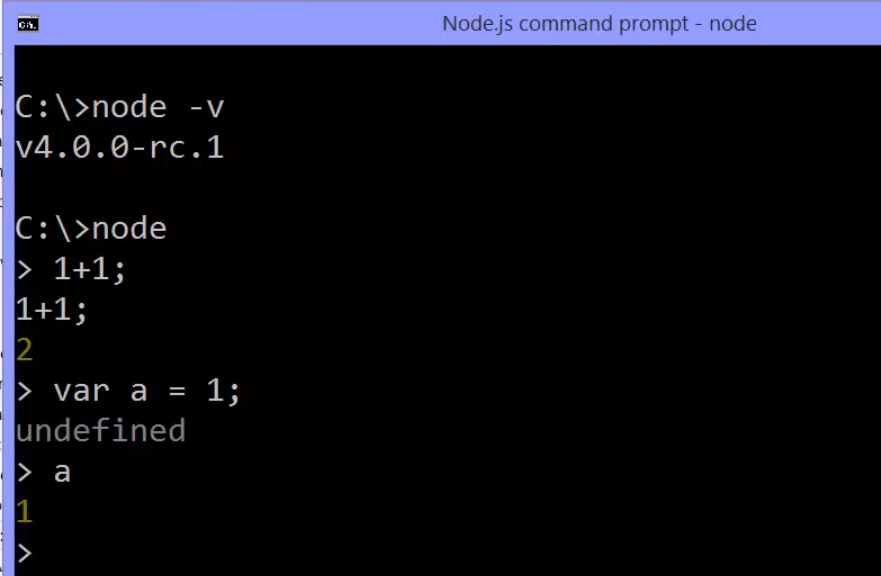 Node.js command prompt - node
C:\>node -v
v4.0.0-rc.1
C:\>node
> 1+1;
1+1;
2
> var a = 1;
undefined
> a
1
>